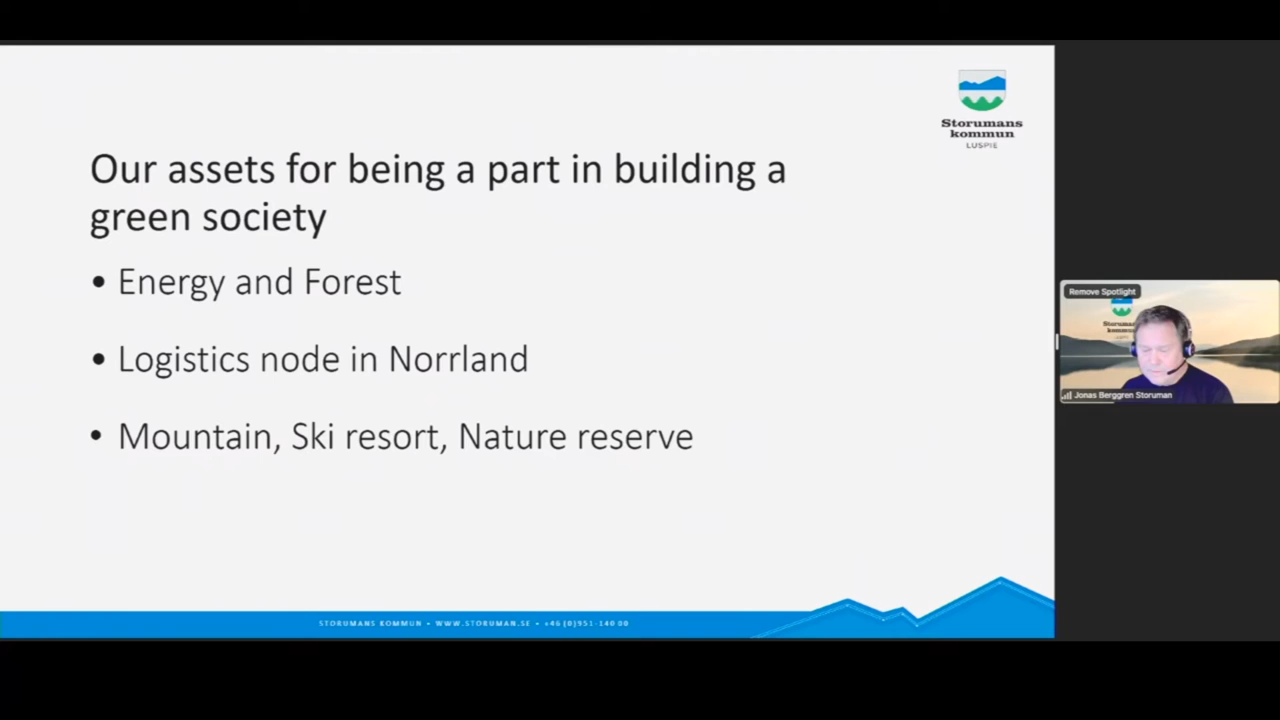 Storumans
kommun
LUSPIE
Our assets for being a part in building a
green society
• Energy and Forest
• Logistics node in Norrland
• Mountain, Ski resort, Nature reserve
STORUMANS KOMMUN • WWW.STORUMAN.SE • +46 (0)951-140 00
Remove Spotlight
Storumans
kommun
Jonas Berggren Storuman